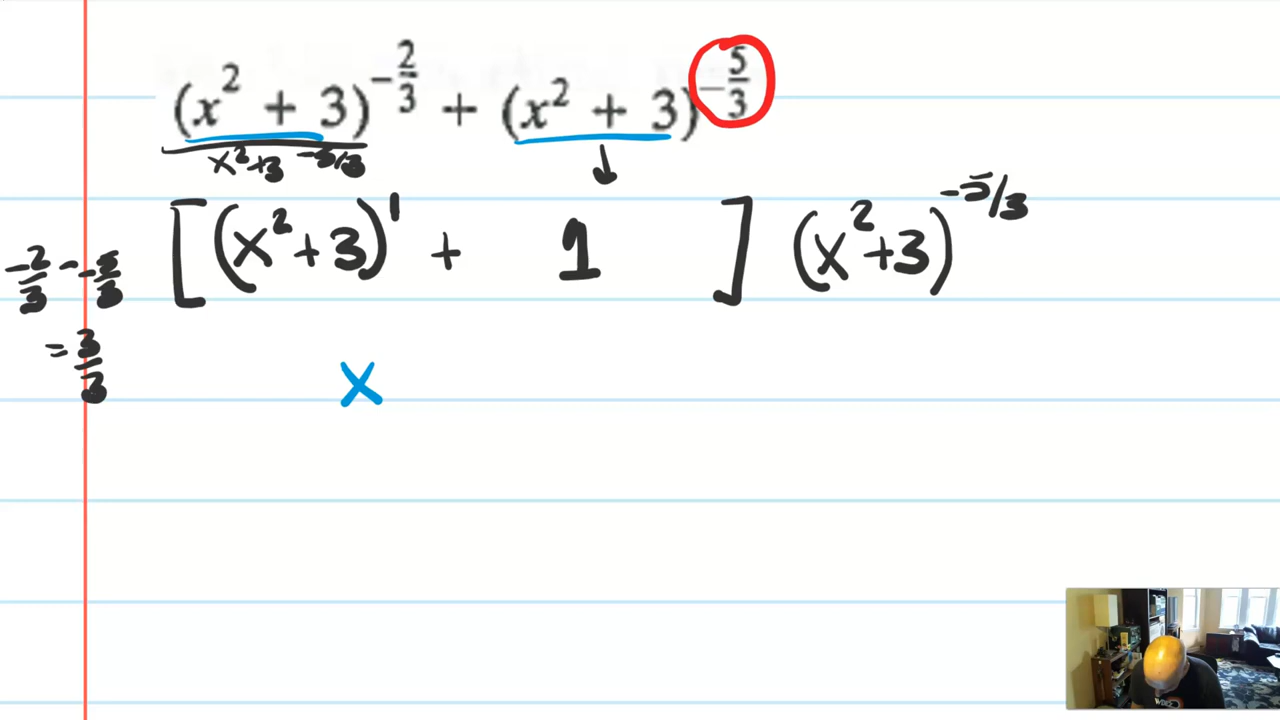 (x² + 3)^(-2/3) + (x² + 3)^(-5/3)
x²+3 -5/3
[(x²+3)¹ + 1] (x²+3)^(-5/3)
-2/3 - -5/3
= 3/3
x